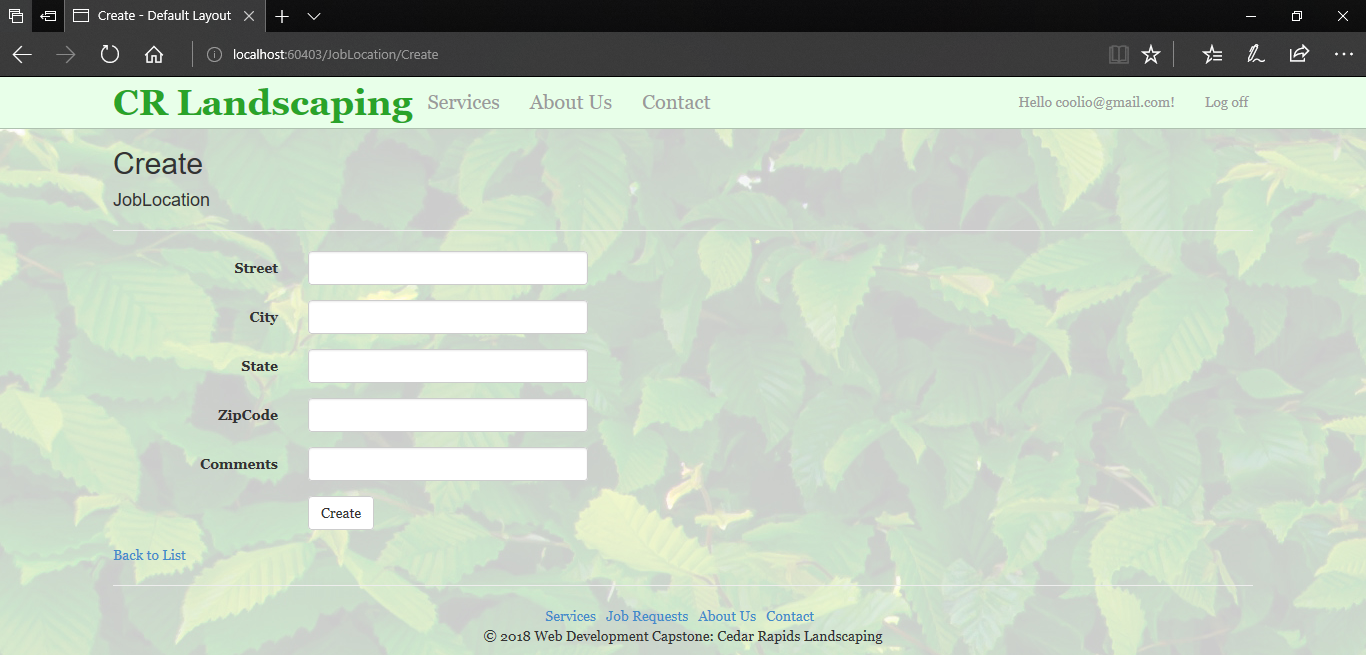 Create - Default Layout
localhost:60403/JobLocation/Create
CR Landscaping Services About Us Contact Hello coolio@gmail.com! Log off
Create
JobLocation
Street
City
State
ZipCode
Comments
Create
Back to List
Services Job Requests About Us Contact
© 2018 Web Development Capstone: Cedar Rapids Landscaping